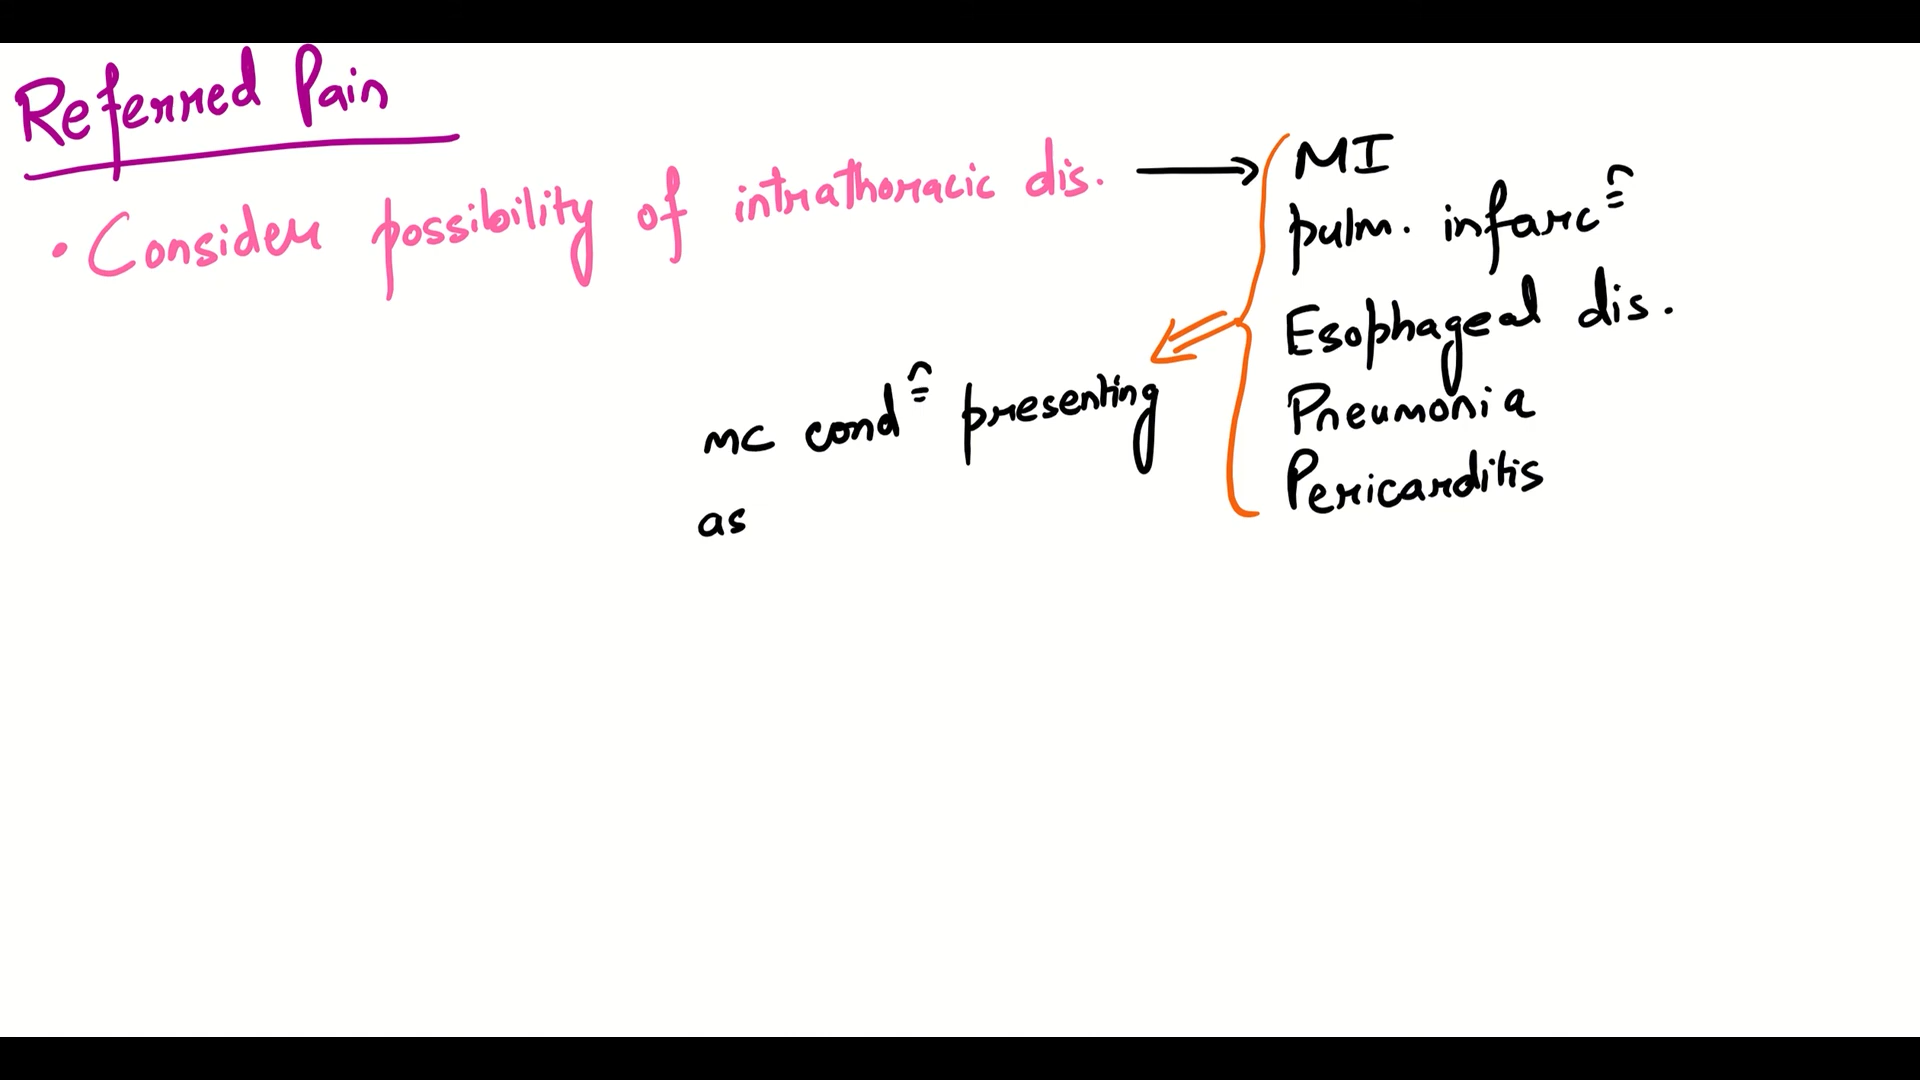 Referred Pain
• Consider possibility of intrathoracic dis. → MI
pulm. infarcⁿ
Esophageal dis.
Pneumonia
Pericarditis
mc condⁿ presenting
as